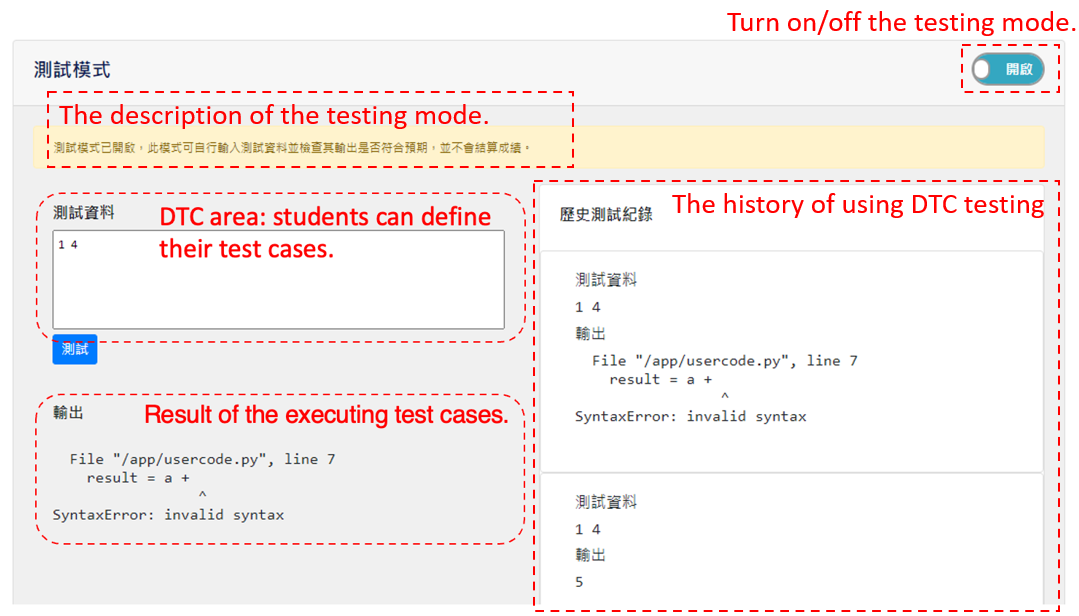 Turn on/off the testing mode.
測試模式
開啟
The description of the testing mode.
測試模式已開啟，此模式可自行輸入測試資料並檢查其輸出是否符合預期，並不會結算成績。
測試資料
DTC area: students can define
their test cases.
1 4
測試
輸出
Result of the executing test cases.
File "/app/usercode.py", line 7
result = a +
^
SyntaxError: invalid syntax
歷史測試紀錄
The history of using DTC testing
測試資料
1 4
輸出
File "/app/usercode.py", line 7
result = a +
^
SyntaxError: invalid syntax
測試資料
1 4
輸出
5